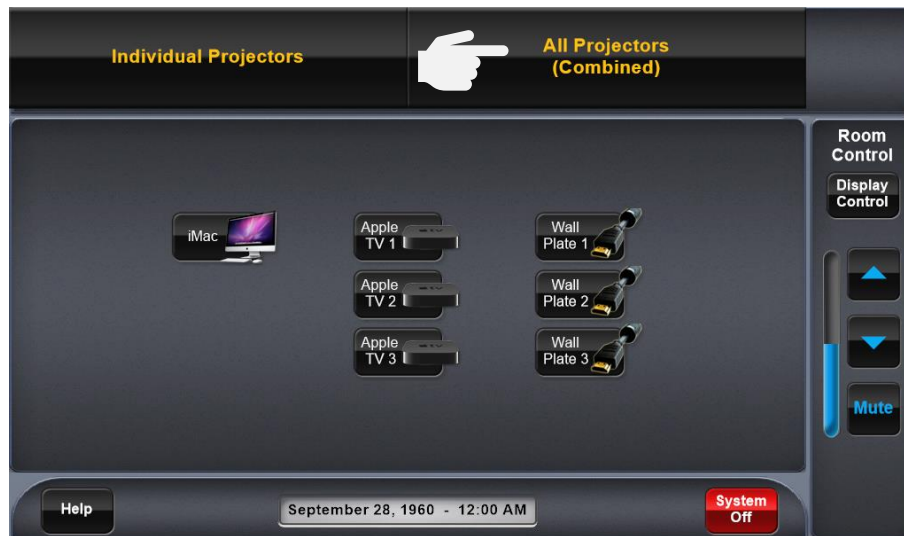 Individual Projectors
All Projectors
(Combined)
Room
Control
Display
Control
iMac
Apple
TV 1
Wall
Plate 1
Apple
TV 2
Wall
Plate 2
Apple
TV 3
Wall
Plate 3
Mute
Help
September 28, 1960 - 12:00 AM
System
Off